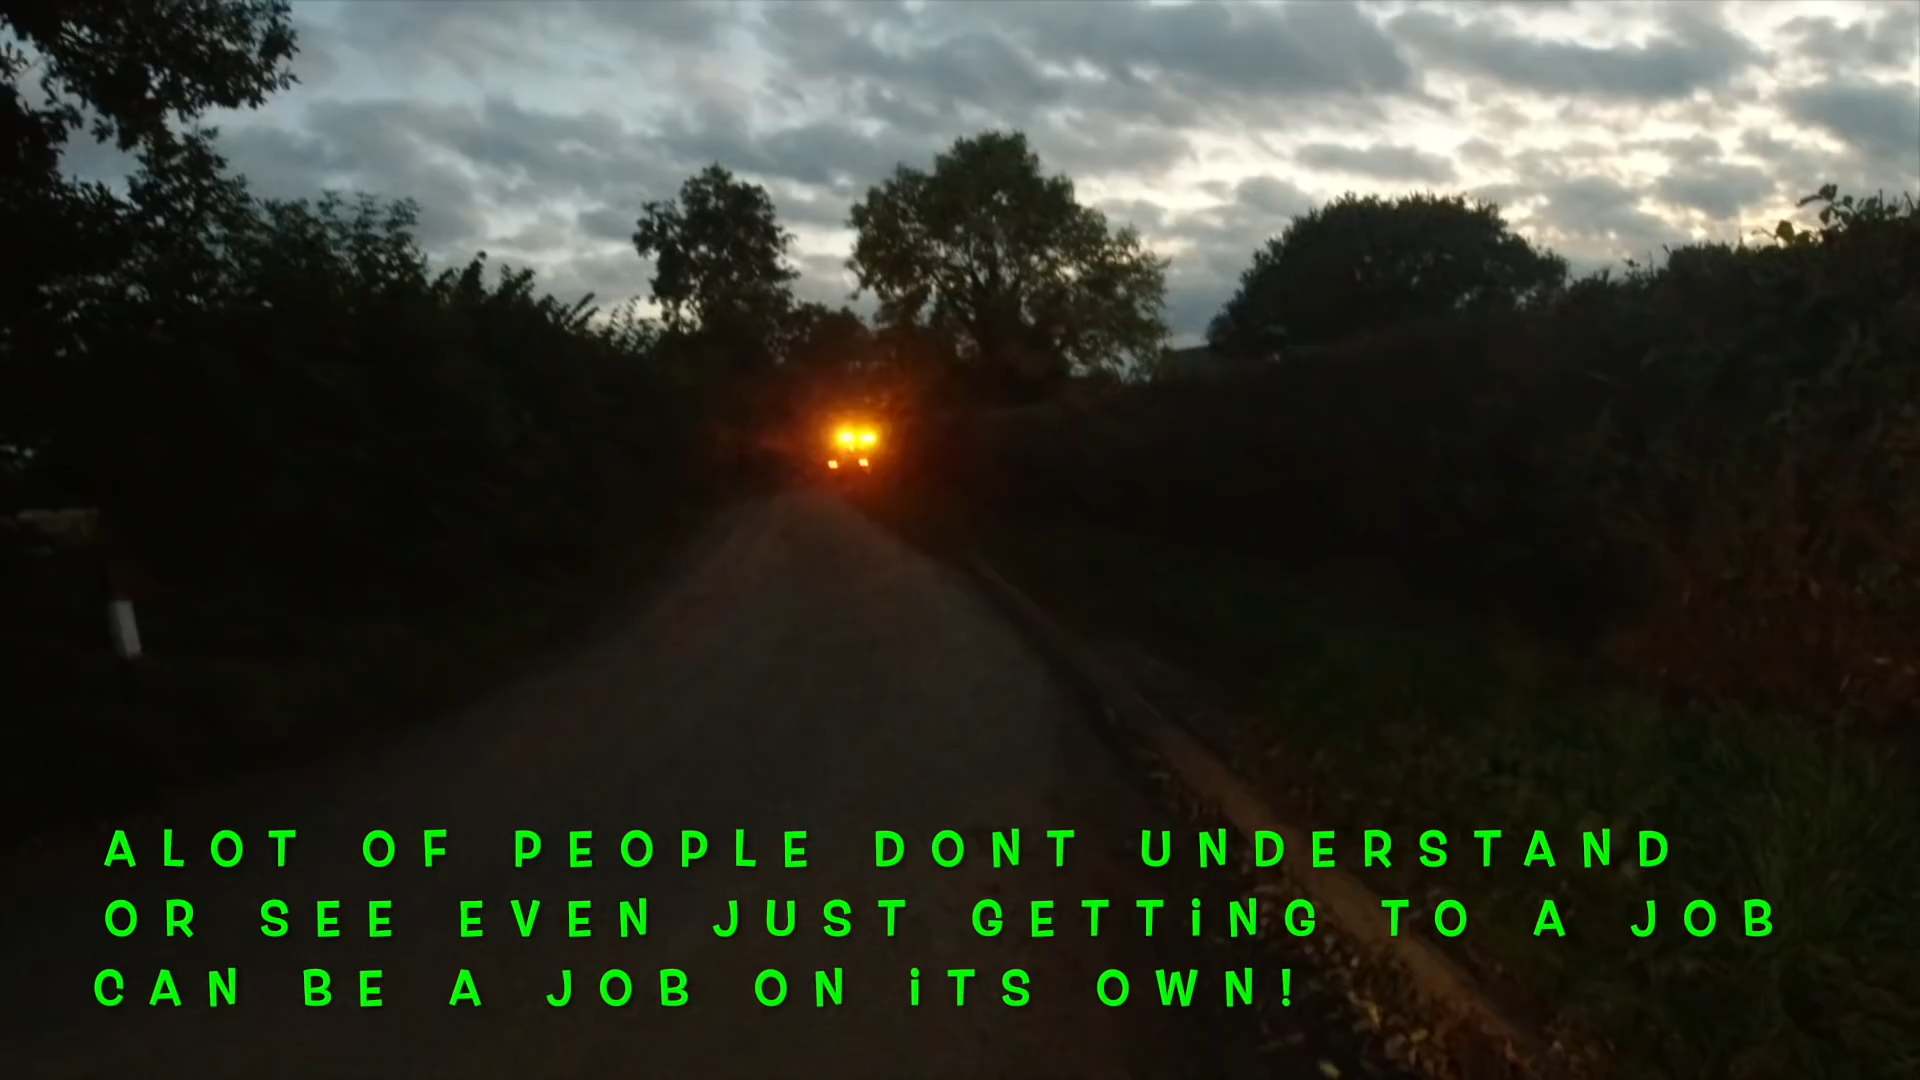 ALOT OF PEOPLE DONT UNDERSTAND
OR SEE EVEN JUST GETTiNG TO A JOB
CAN BE A JOB ON iTS OWN!